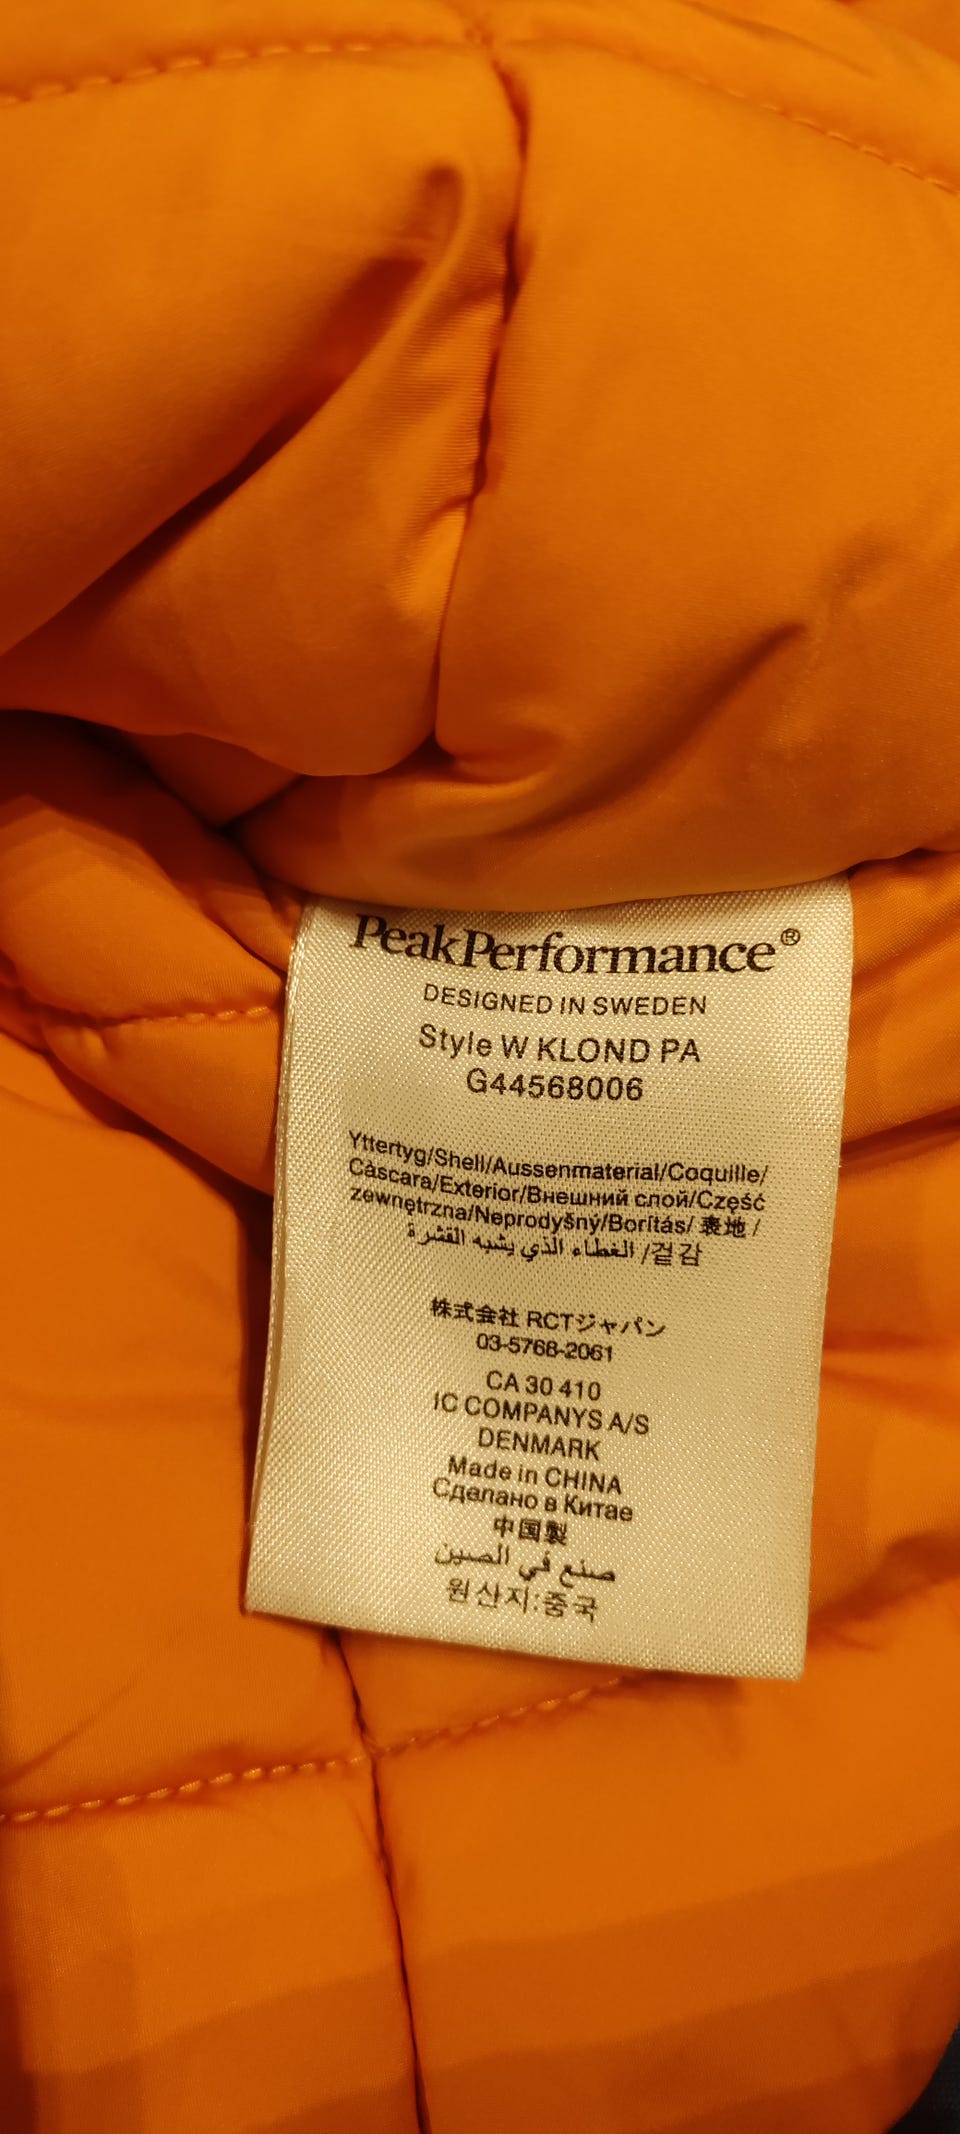 PeakPerformance®
DESIGNED IN SWEDEN
Style W KLOND PA
G44568006
Yttertyg/Shell/Aussenmaterial/Coquille/
Càscara/Exterior/Внешний слой/Część
zewnętrzna/Neprodyšný/Borítás/ 表地 /
الغطاء الذي يشبه القشرة /겉감
株式会社 RCTジャパン
03-5768-2061
CA 30 410
IC COMPANYS A/S
DENMARK
Made in CHINA
Сделано в Китае
中国製
صنع في الصين
원산지:중국